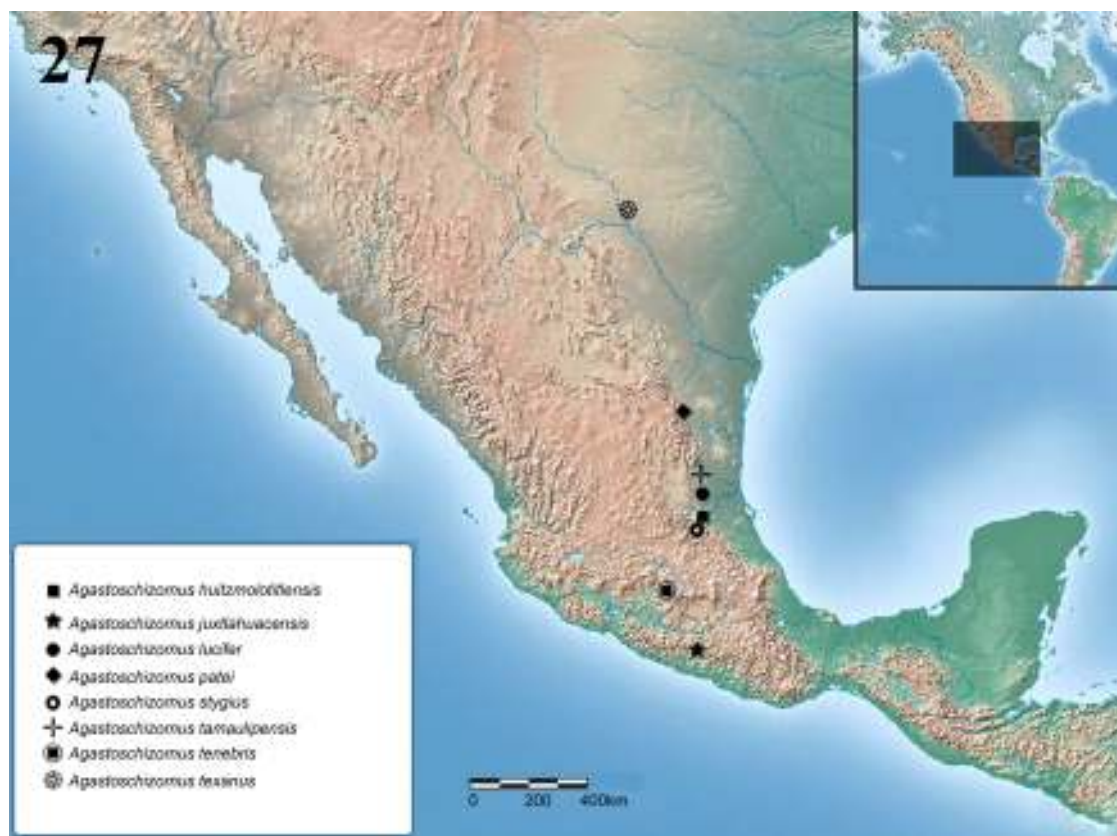 27
Agastoschizomus huitzmolotitlensis
Agastoschizomus juxtlahuacensis
Agastoschizomus lucifer
Agastoschizomus patei
Agastoschizomus stygius
Agastoschizomus tamaulipensis
Agastoschizomus tenebris
Agastoschizomus texanus
0 200 400km